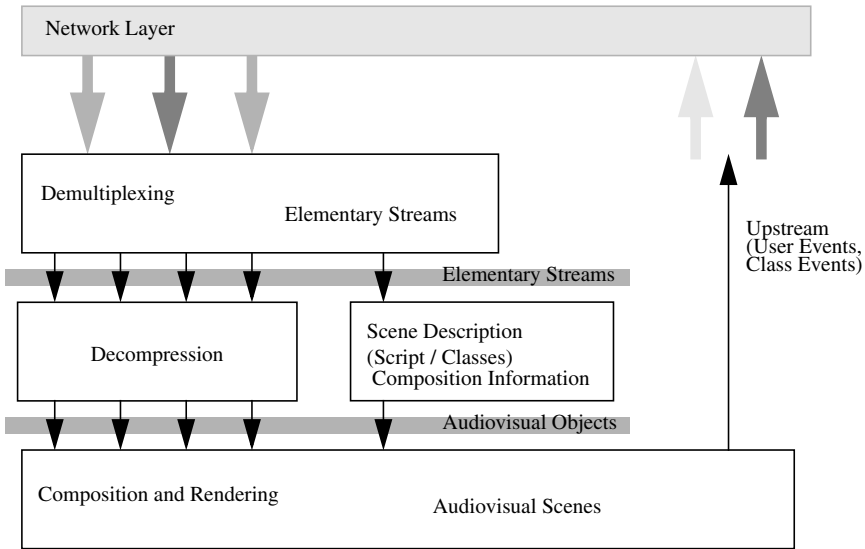 Network Layer
Demultiplexing
Elementary Streams
Upstream
(User Events,
Class Events)
Elementary Streams
Decompression
Scene Description
(Script / Classes)
Composition Information
Audiovisual Objects
Composition and Rendering
Audiovisual Scenes